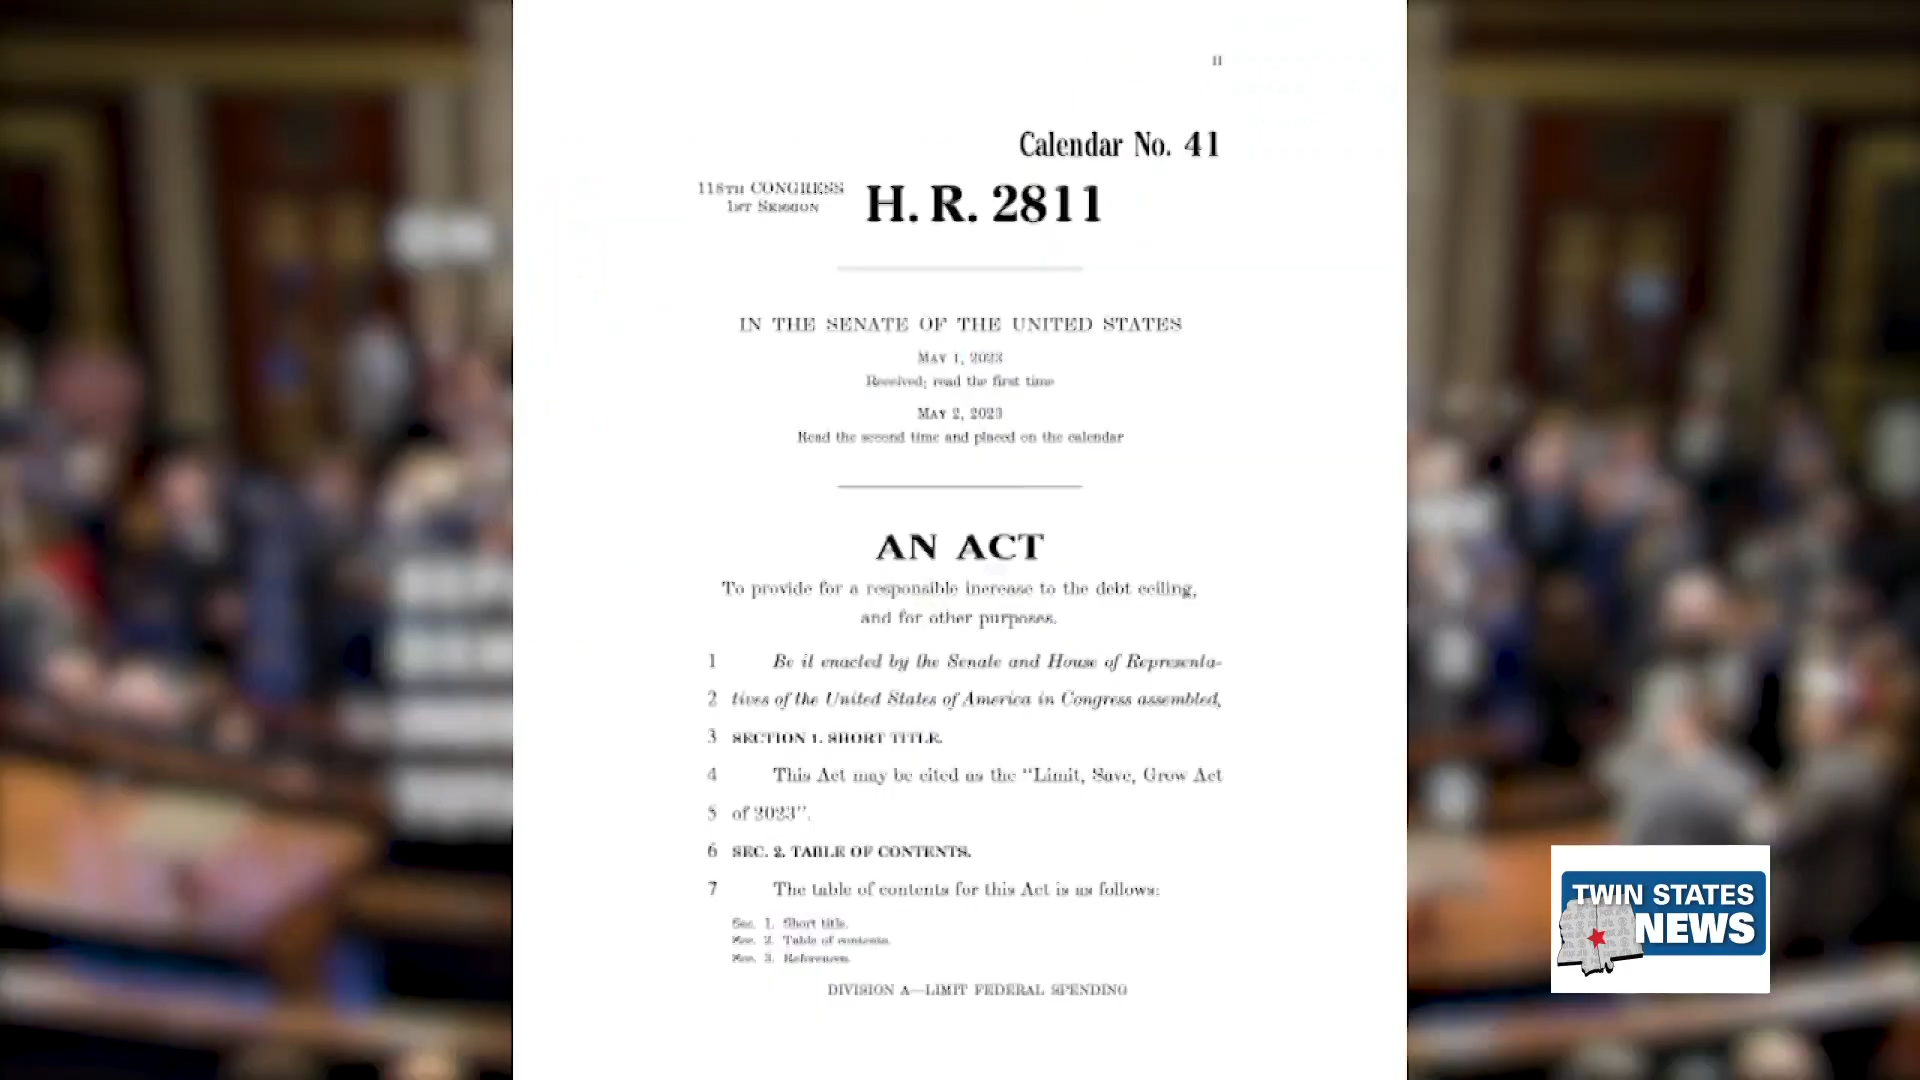 II
Calendar No. 41
118TH CONGRESS
1ST SESSION
H. R. 2811
IN THE SENATE OF THE UNITED STATES
MAY 1, 2023
Received; read the first time
MAY 2, 2023
Read the second time and placed on the calendar
AN ACT
To provide for a responsible increase to the debt ceiling,
and for other purposes.
1 Be it enacted by the Senate and House of Representa-
2 tives of the United States of America in Congress assembled,
3 SECTION 1. SHORT TITLE.
4 This Act may be cited as the “Limit, Save, Grow Act
5 of 2023”.
6 SEC. 2. TABLE OF CONTENTS.
7 The table of contents for this Act is as follows:
Sec. 1. Short title.
Sec. 2. Table of contents.
Sec. 3. References.
DIVISION A—LIMIT FEDERAL SPENDING
TWIN STATES
NEWS